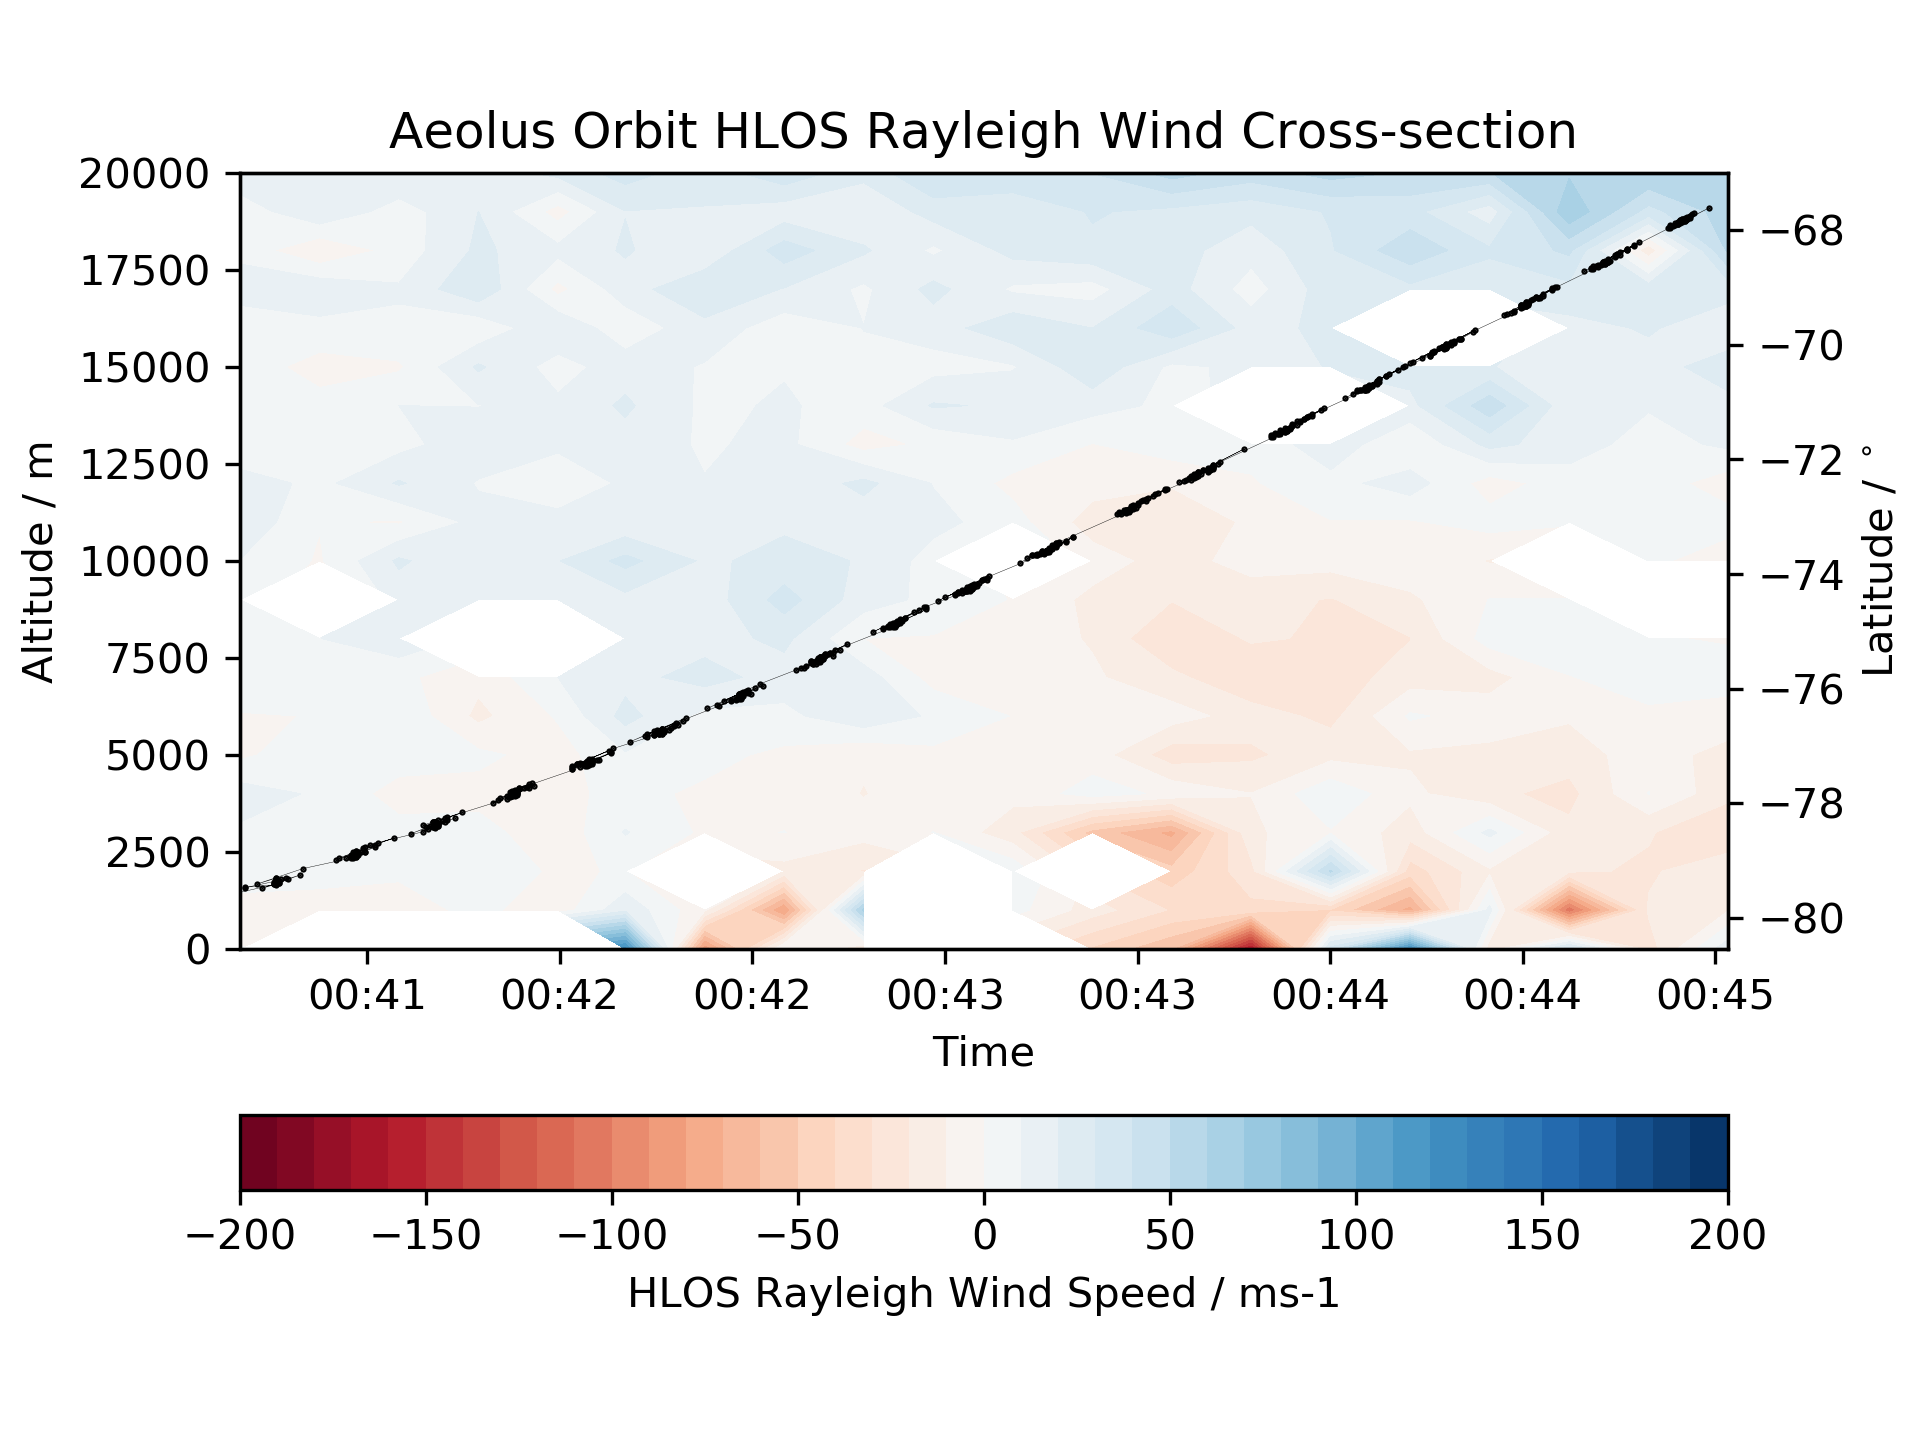 Aeolus Orbit HLOS Rayleigh Wind Cross-section
20000
17500
15000
12500
10000
7500
5000
2500
0
Altitude / m
−68
−70
−72
−74
−76
−78
−80
Latitude / °
00:41 00:42 00:42 00:43 00:43 00:44 00:44 00:45
Time
−200 −150 −100 −50 0 50 100 150 200
HLOS Rayleigh Wind Speed / ms-1